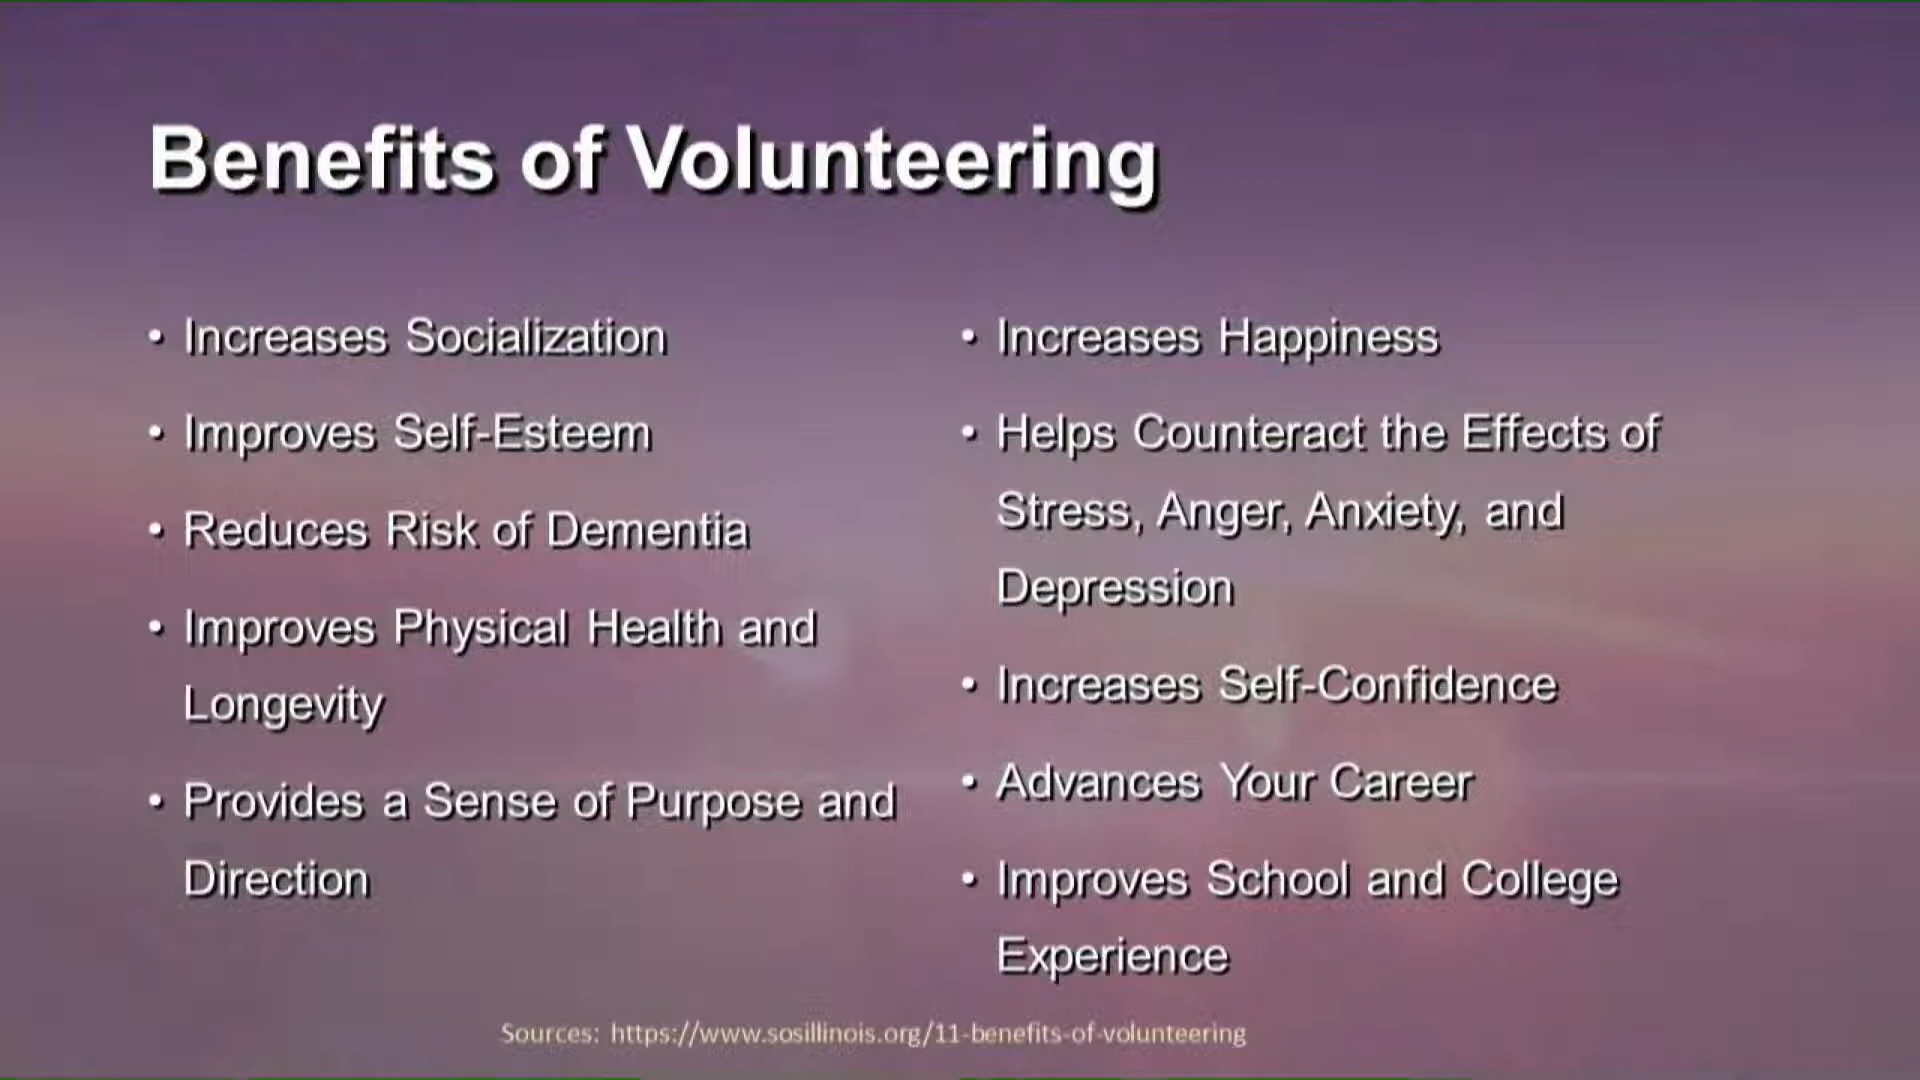 Benefits of Volunteering
• Increases Socialization
• Improves Self-Esteem
• Reduces Risk of Dementia
• Improves Physical Health and
Longevity
• Provides a Sense of Purpose and
Direction
• Increases Happiness
• Helps Counteract the Effects of
Stress, Anger, Anxiety, and
Depression
• Increases Self-Confidence
• Advances Your Career
• Improves School and College
Experience
Sources: https://www.sosillinois.org/11-benefits-of-volunteering